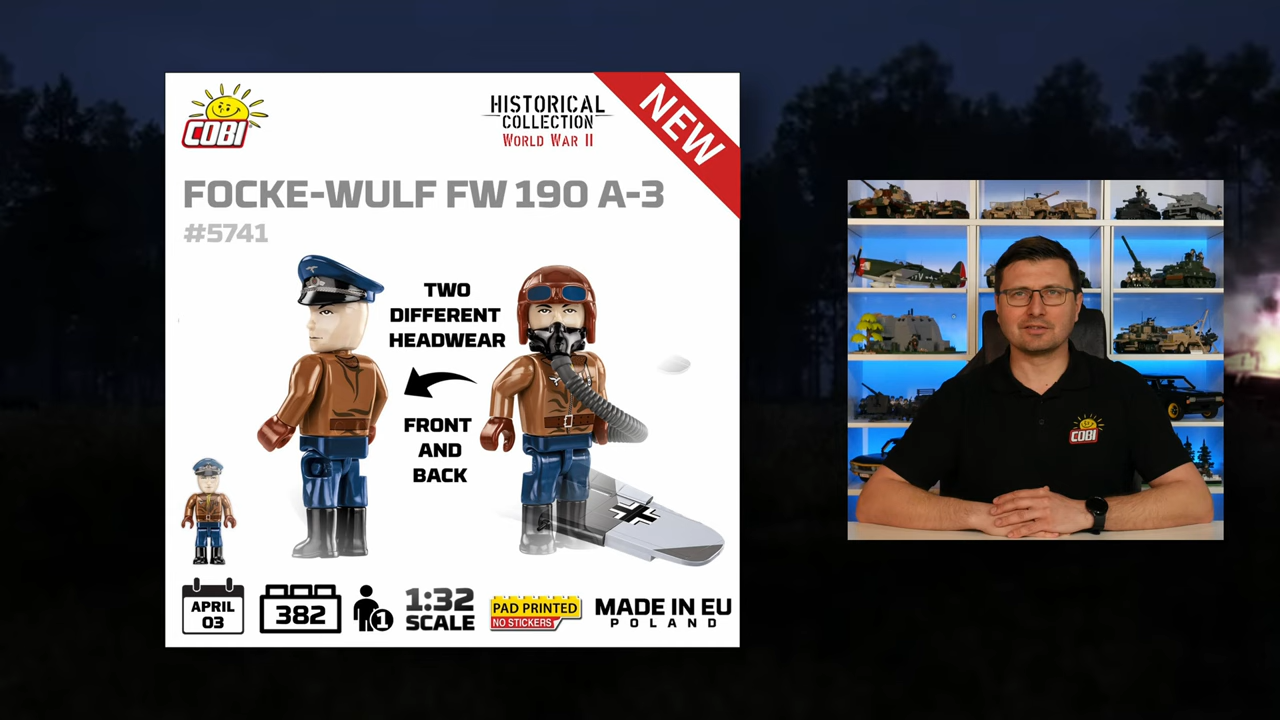 COBI
HISTORICAL
COLLECTION
WORLD WAR II
NEW
FOCKE-WULF FW 190 A-3
#5741
TWO
DIFFERENT
HEADWEAR
FRONT
AND
BACK
APRIL
03
382
1
1:32
SCALE
PAD PRINTED
NO STICKERS
MADE IN EU
POLAND
COBI